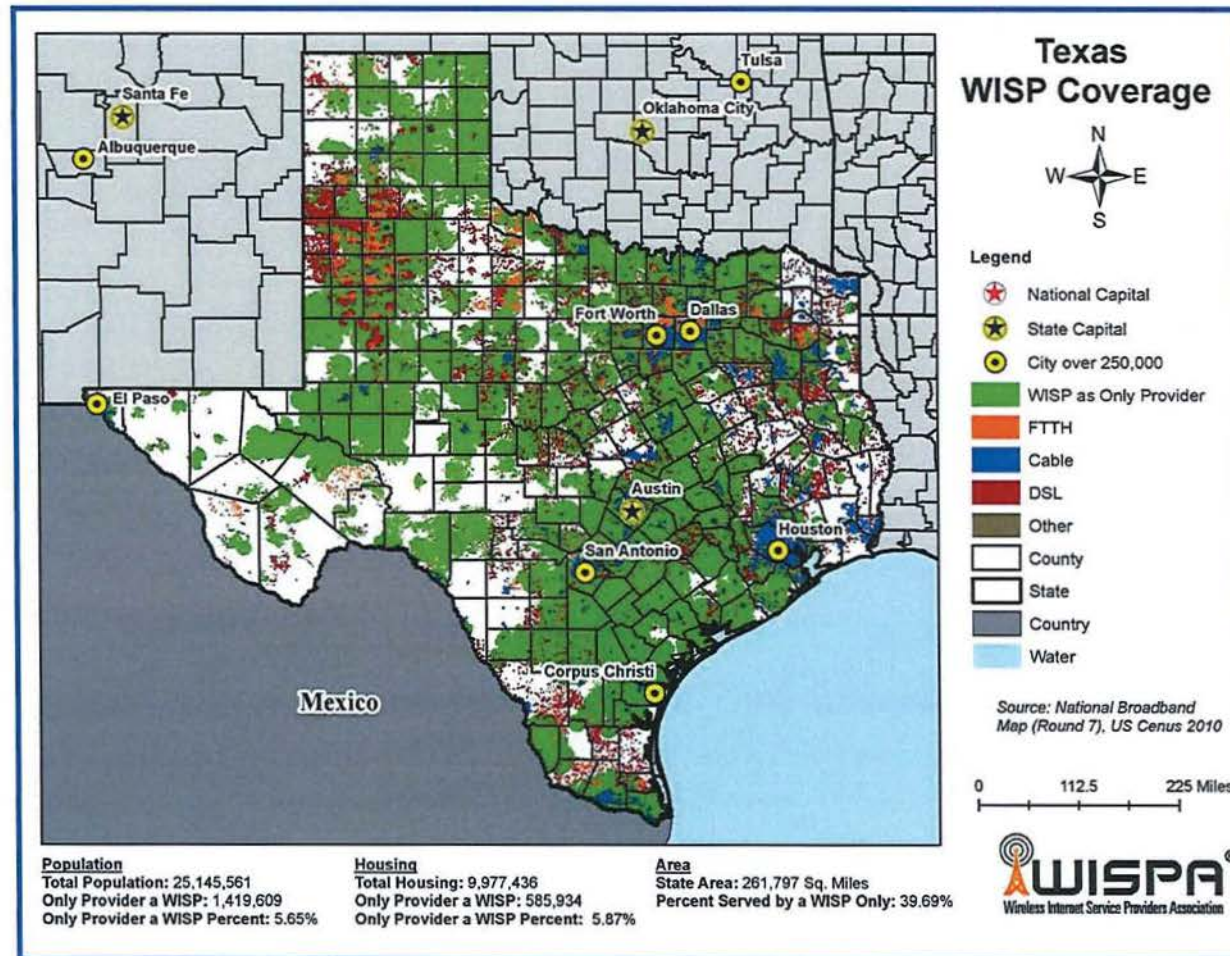 Texas
WISP Coverage
N
W
E
S
Legend
National Capital
State Capital
City over 250,000
WISP as Only Provider
FTTH
Cable
DSL
Other
County
State
Country
Water
Source: National Broadband
Map (Round 7), US Cenus 2010
0 112.5 225 Miles
WISPA®
Wireless Internet Service Providers Association
Tulsa
Santa Fe
Oklahoma City
Albuquerque
Fort Worth
Dallas
El Paso
Austin
Houston
San Antonio
Corpus Christi
Mexico
Population
Total Population: 25,145,561
Only Provider a WISP: 1,419,609
Only Provider a WISP Percent: 5.65%
Housing
Total Housing: 9,977,436
Only Provider a WISP: 585,934
Only Provider a WISP Percent: 5.87%
Area
State Area: 261,797 Sq. Miles
Percent Served by a WISP Only: 39.69%